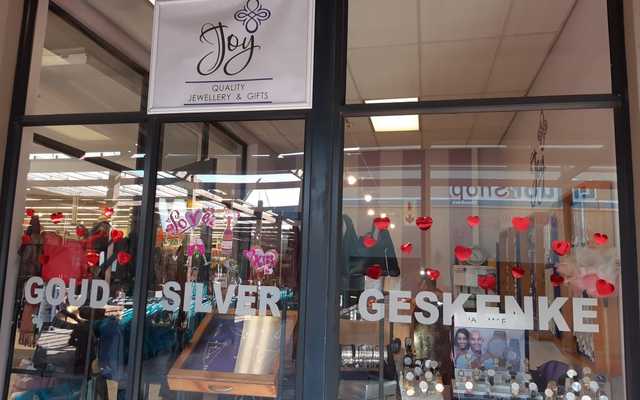 Joy
QUALITY
JEWELLERY & GIFTS
Love
GOUD SILVER GESKENKE